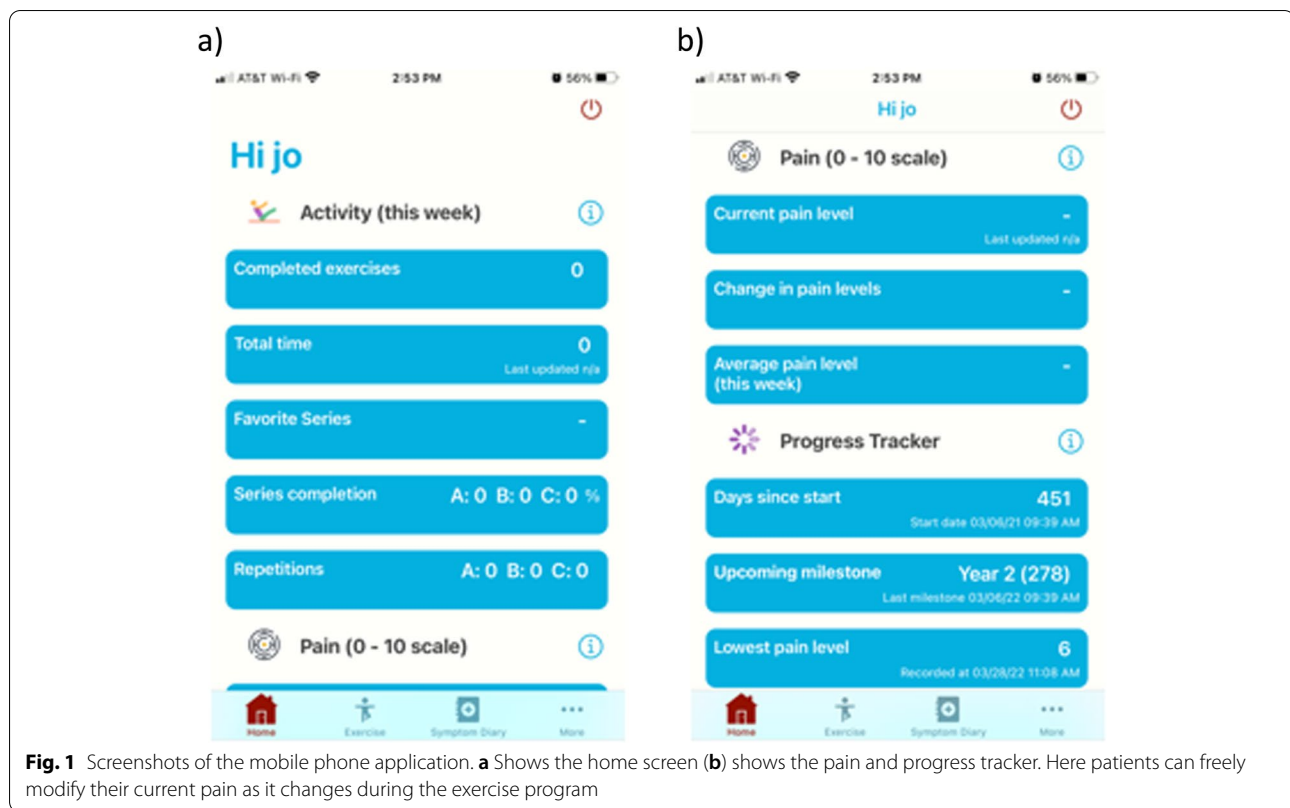 a)
AT&T Wi-Fi 2:53 PM 56%
Hi jo
Activity (this week)
Completed exercises 0
Total time 0
Last updated n/a
Favorite Series -
Series completion A: 0 B: 0 C: 0 %
Repetitions A: 0 B: 0 C: 0
Pain (0 - 10 scale)
Home Exercise Symptom Diary More
b)
AT&T Wi-Fi 2:53 PM 56%
Hi jo
Pain (0 - 10 scale)
Current pain level -
Last updated n/a
Change in pain levels -
Average pain level -
(this week)
Progress Tracker
Days since start 451
Start date 03/06/21 09:39 AM
Upcoming milestone Year 2 (278)
Last milestone 03/06/22 09:39 AM
Lowest pain level 6
Recorded at 03/28/22 11:08 AM
Home Exercise Symptom Diary More
Fig. 1 Screenshots of the mobile phone application. a Shows the home screen (b) shows the pain and progress tracker. Here patients can freely
modify their current pain as it changes during the exercise program